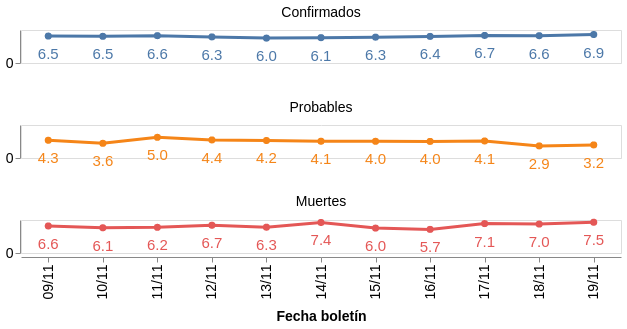 Confirmados
0
6.5 6.5 6.6 6.3 6.0 6.1 6.3 6.4 6.7 6.6 6.9
Probables
0
4.3 3.6 5.0 4.4 4.2 4.1 4.0 4.0 4.1 2.9 3.2
Muertes
0
6.6 6.1 6.2 6.7 6.3 7.4 6.0 5.7 7.1 7.0 7.5
09/11 10/11 11/11 12/11 13/11 14/11 15/11 16/11 17/11 18/11 19/11
Fecha boletín